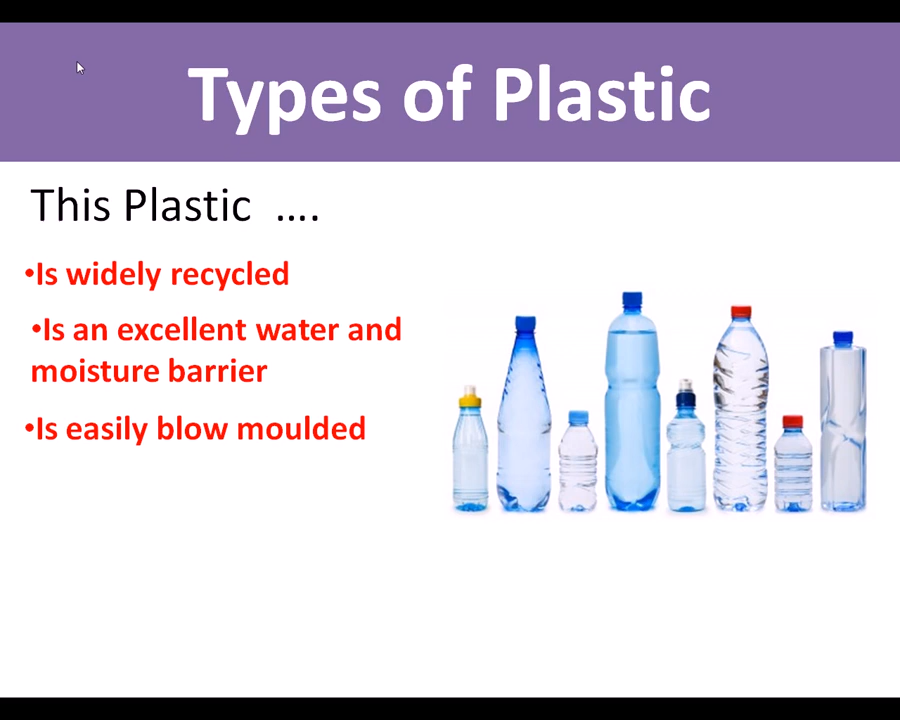 Types of Plastic
This Plastic ....
•Is widely recycled
•Is an excellent water and
moisture barrier
•Is easily blow moulded